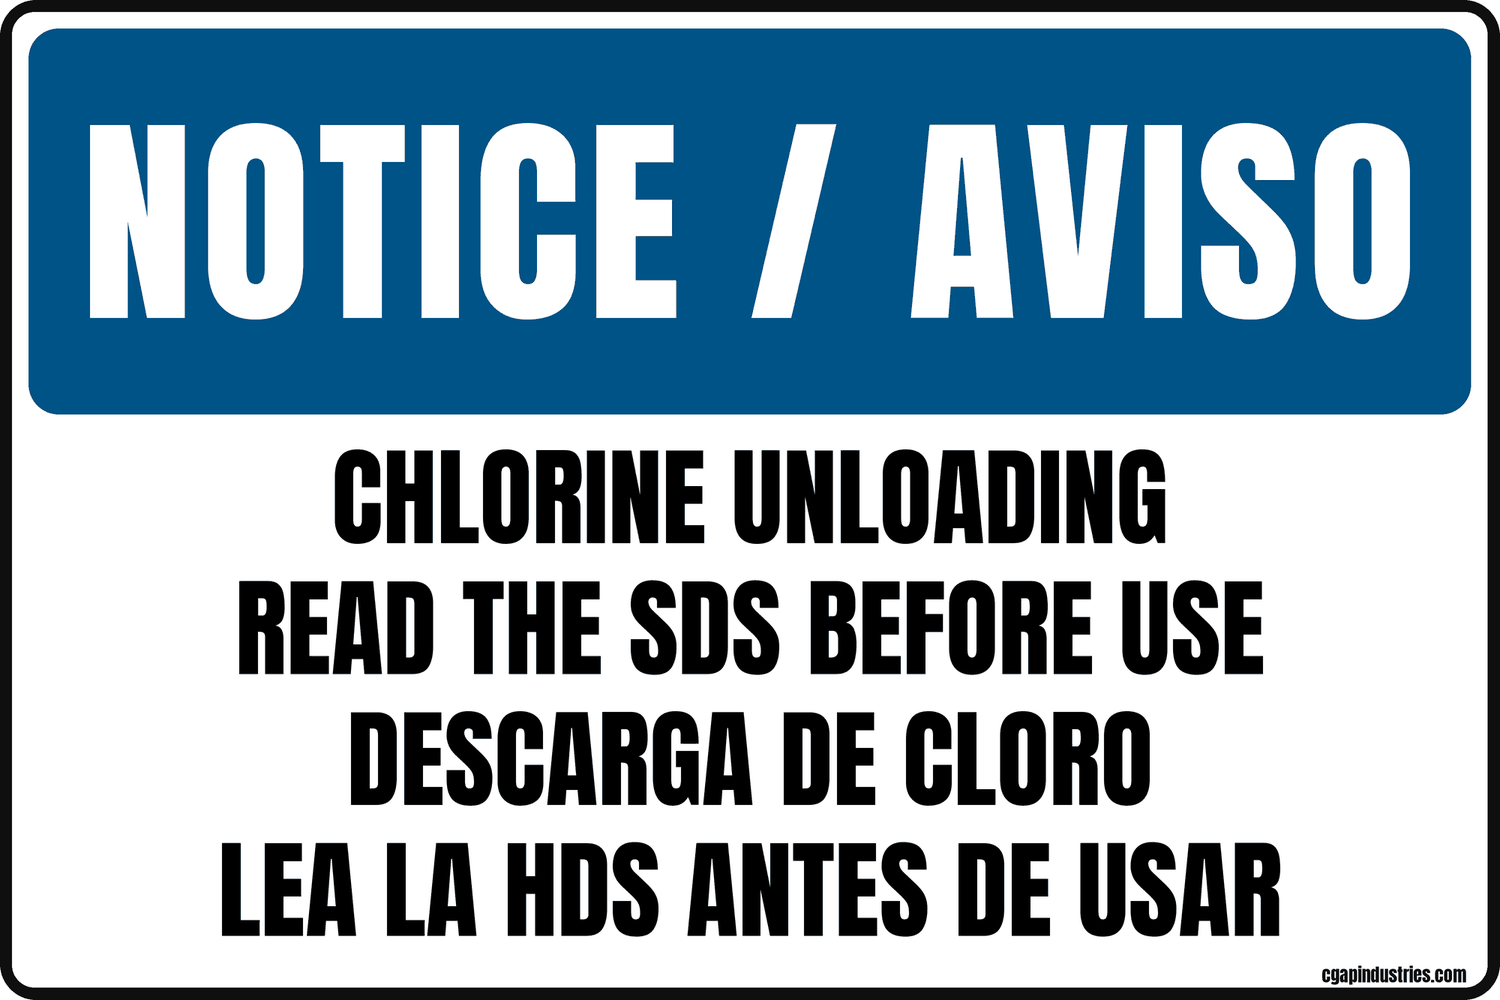 NOTICE / AVISO
CHLORINE UNLOADING
READ THE SDS BEFORE USE
DESCARGA DE CLORO
LEA LA HDS ANTES DE USAR
cgapindustries.com